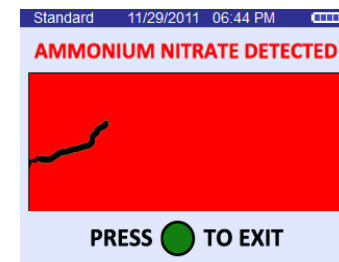 Standard 11/29/2011 06:44 PM
AMMONIUM NITRATE DETECTED
PRESS TO EXIT